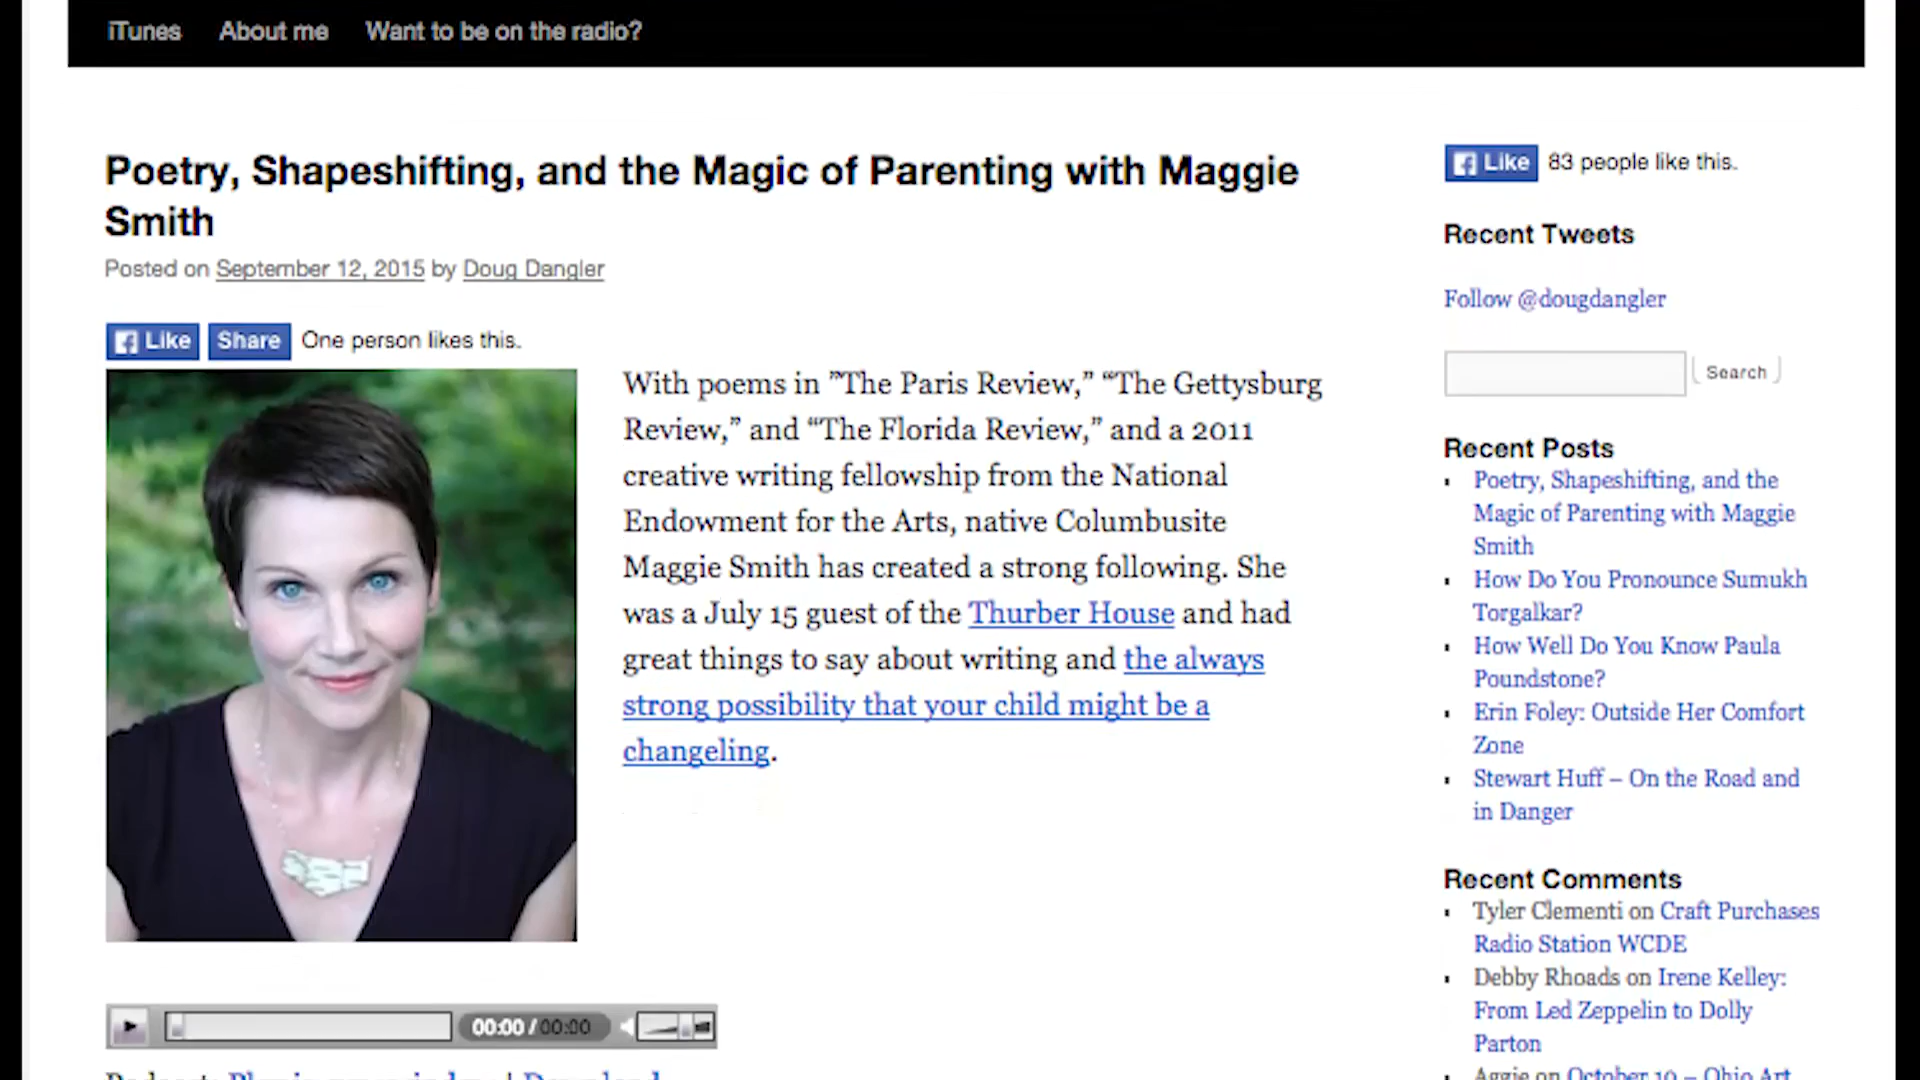 iTunes About me Want to be on the radio?
Poetry, Shapeshifting, and the Magic of Parenting with Maggie
Smith
Posted on September 12, 2015 by Doug Dangler
Like Share One person likes this.
With poems in ”The Paris Review,” “The Gettysburg
Review,” and “The Florida Review,” and a 2011
creative writing fellowship from the National
Endowment for the Arts, native Columbusite
Maggie Smith has created a strong following. She
was a July 15 guest of the Thurber House and had
great things to say about writing and the always
strong possibility that your child might be a
changeling.
00:00 / 00:00
Like 83 people like this.
Recent Tweets
Follow @dougdangler
Search
Recent Posts
Poetry, Shapeshifting, and the
Magic of Parenting with Maggie
Smith
How Do You Pronounce Sumukh
Torgalkar?
How Well Do You Know Paula
Poundstone?
Erin Foley: Outside Her Comfort
Zone
Stewart Huff – On the Road and
in Danger
Recent Comments
Tyler Clementi on Craft Purchases
Radio Station WCDE
Debby Rhoads on Irene Kelley:
From Led Zeppelin to Dolly
Parton
Aggie on October 10 – Ohio Art